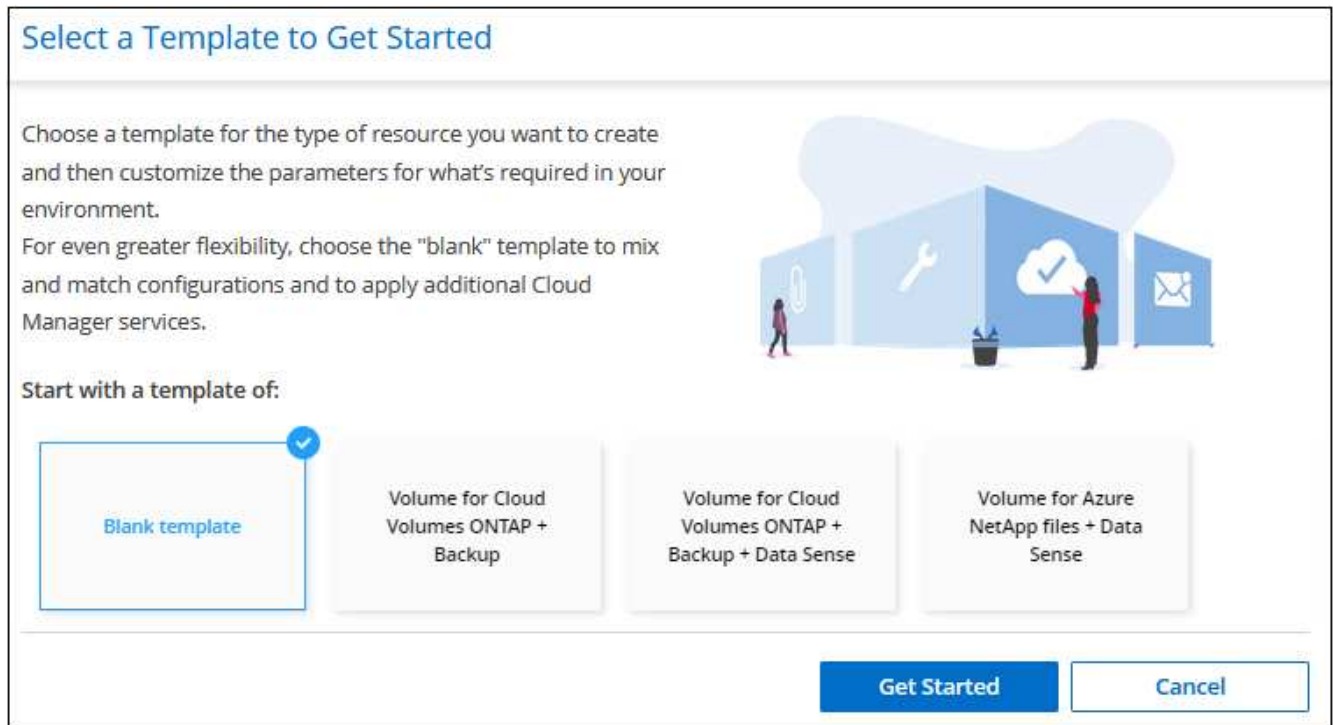 Select a Template to Get Started
Choose a template for the type of resource you want to create
and then customize the parameters for what's required in your
environment.
For even greater flexibility, choose the "blank" template to mix
and match configurations and to apply additional Cloud
Manager services.
Start with a template of:
Blank template
Volume for Cloud
Volumes ONTAP +
Backup
Volume for Cloud
Volumes ONTAP +
Backup + Data Sense
Volume for Azure
NetApp files + Data
Sense
Get Started
Cancel